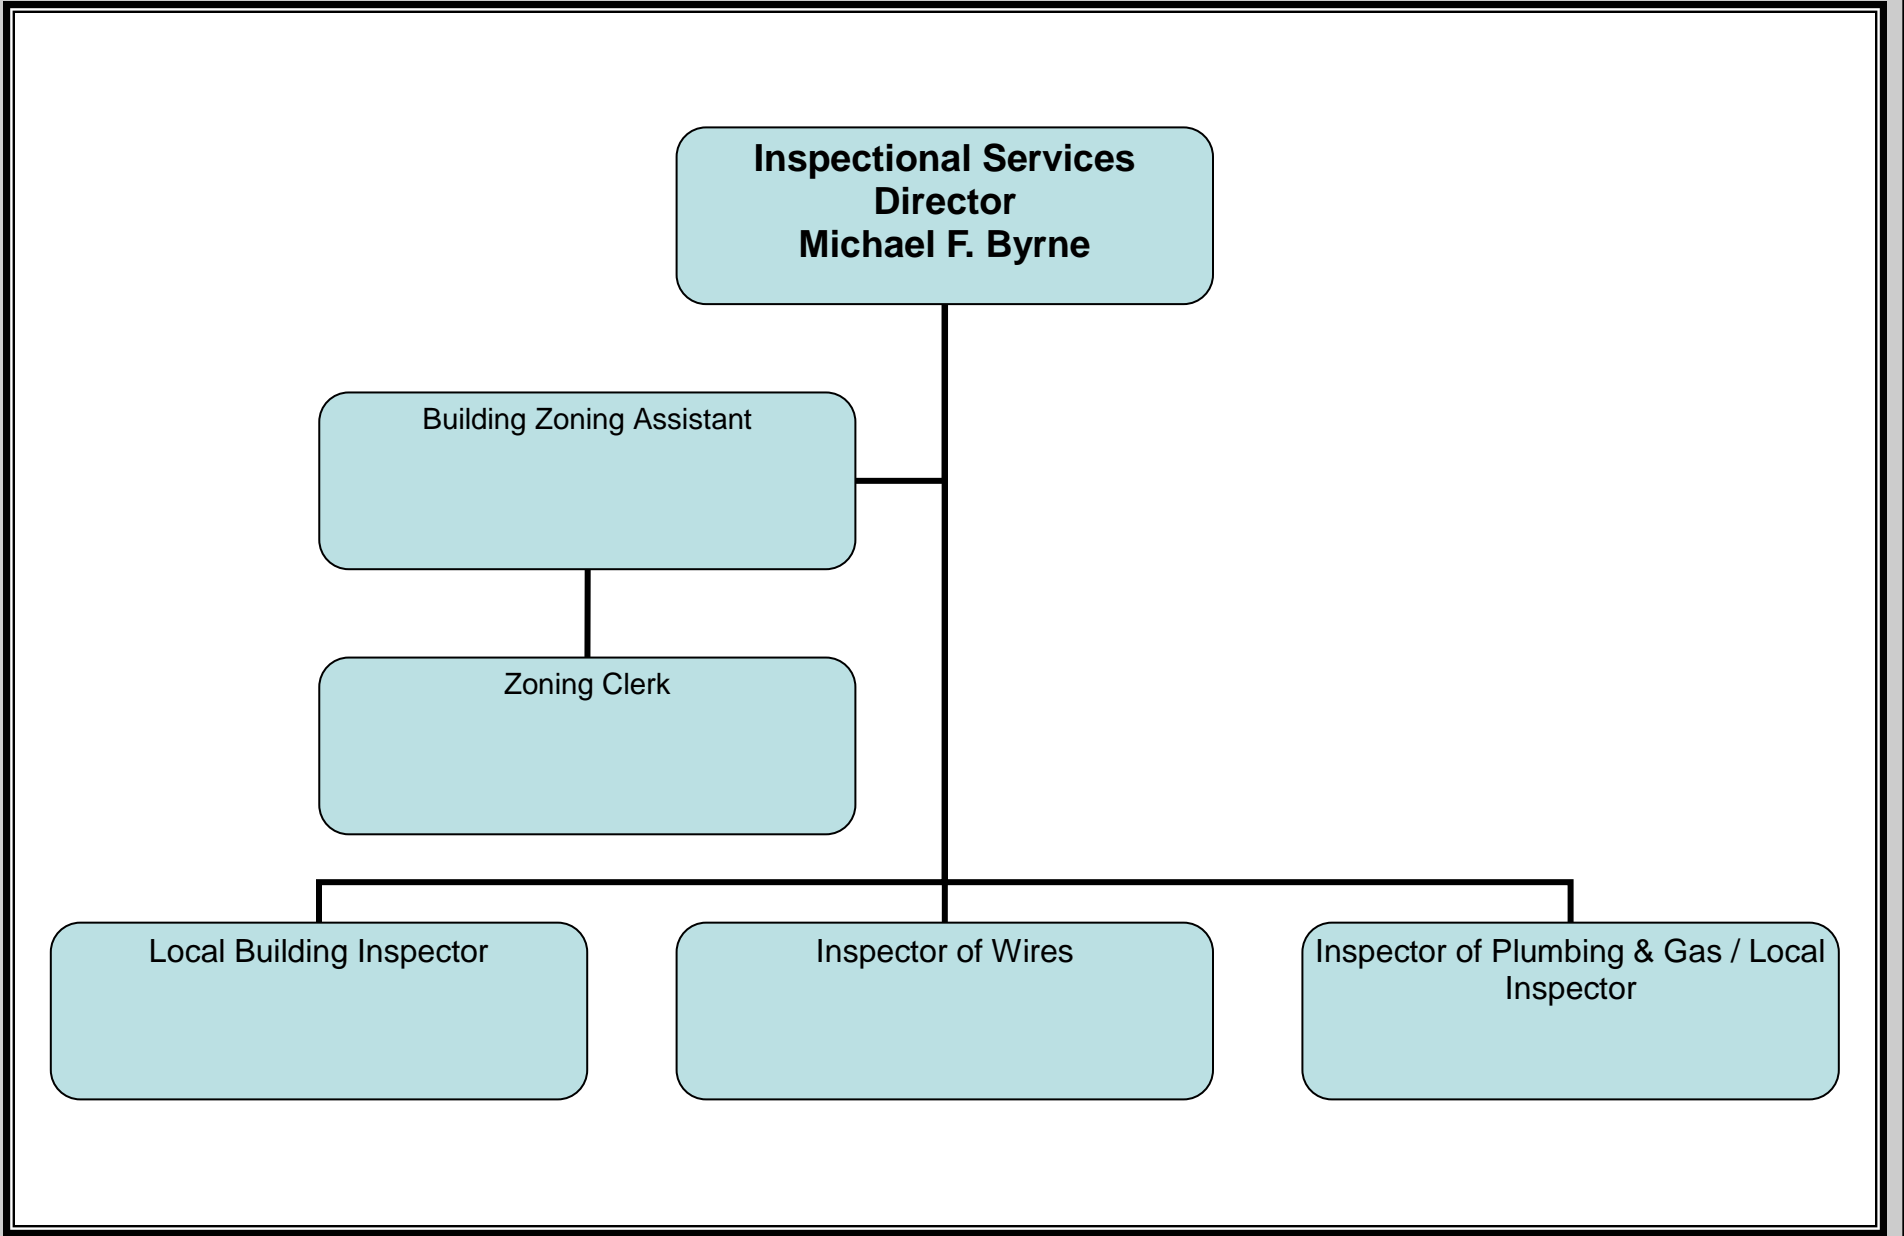 Inspectional Services
Director
Michael F. Byrne
Building Zoning Assistant
Zoning Clerk
Local Building Inspector
Inspector of Wires
Inspector of Plumbing & Gas / Local
Inspector